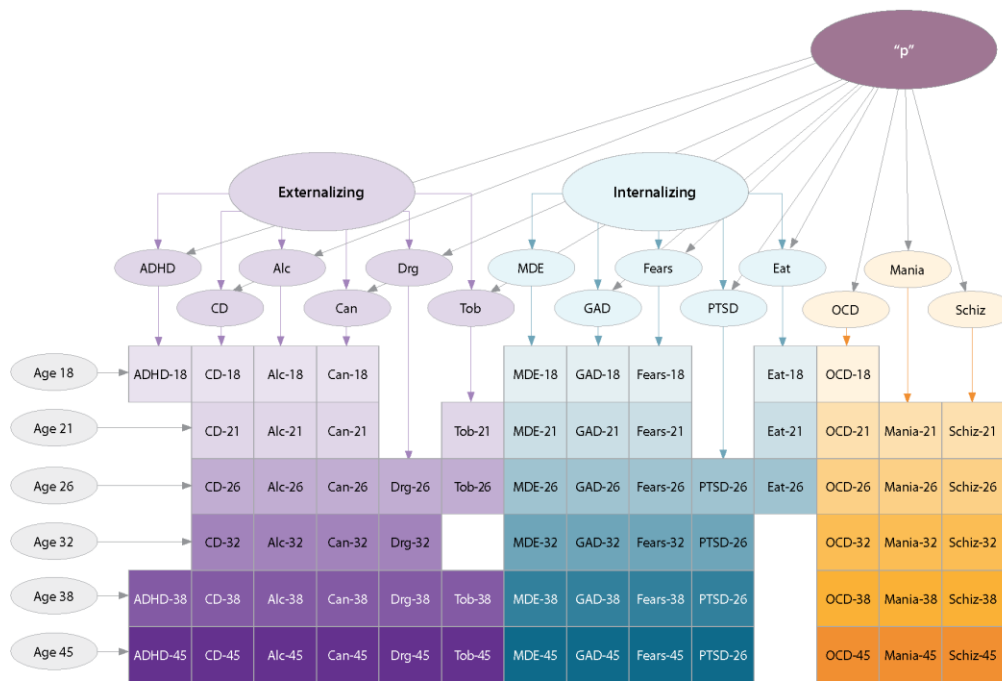 “p”
Externalizing
Internalizing
ADHD
Alc
Drg
MDE
Fears
Eat
Mania
CD
Can
Tob
GAD
PTSD
OCD
Schiz
Age 18
ADHD-18 CD-18 Alc-18 Can-18 MDE-18 GAD-18 Fears-18 Eat-18 OCD-18
Age 21
CD-21 Alc-21 Can-21 Tob-21 MDE-21 GAD-21 Fears-21 Eat-21 OCD-21 Mania-21 Schiz-21
Age 26
CD-26 Alc-26 Can-26 Drg-26 Tob-26 MDE-26 GAD-26 Fears-26 PTSD-26 Eat-26 OCD-26 Mania-26 Schiz-26
Age 32
CD-32 Alc-32 Can-32 Drg-32 MDE-32 GAD-32 Fears-32 PTSD-26 OCD-32 Mania-32 Schiz-32
Age 38
ADHD-38 CD-38 Alc-38 Can-38 Drg-38 Tob-38 MDE-38 GAD-38 Fears-38 PTSD-26 OCD-38 Mania-38 Schiz-38
Age 45
ADHD-45 CD-45 Alc-45 Can-45 Drg-45 Tob-45 MDE-45 GAD-45 Fears-45 PTSD-26 OCD-45 Mania-45 Schiz-45